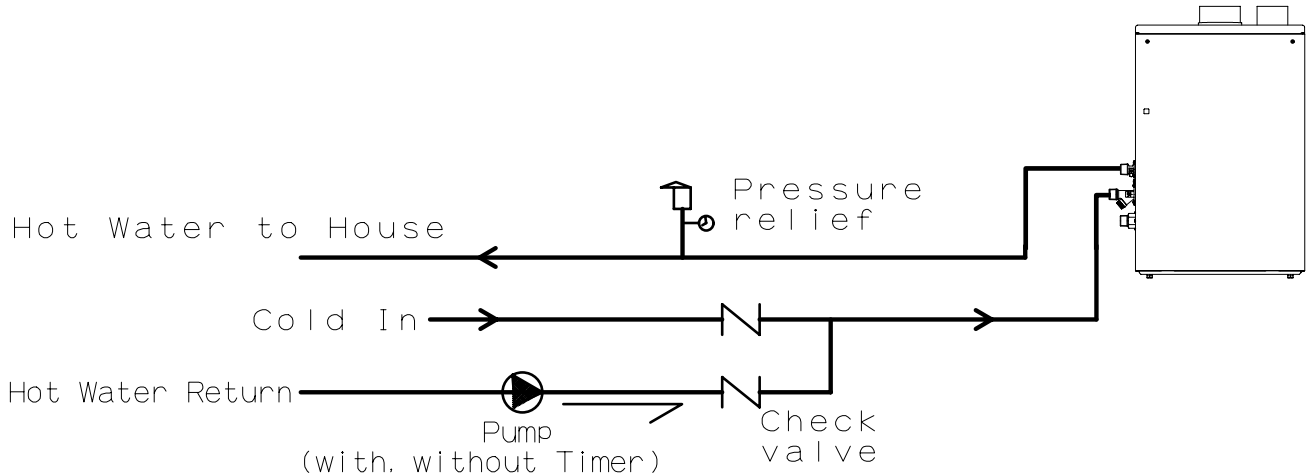 Pressure
relief
Hot Water to House
Cold In
Hot Water Return
Check
valve
Pump
(with, without Timer)